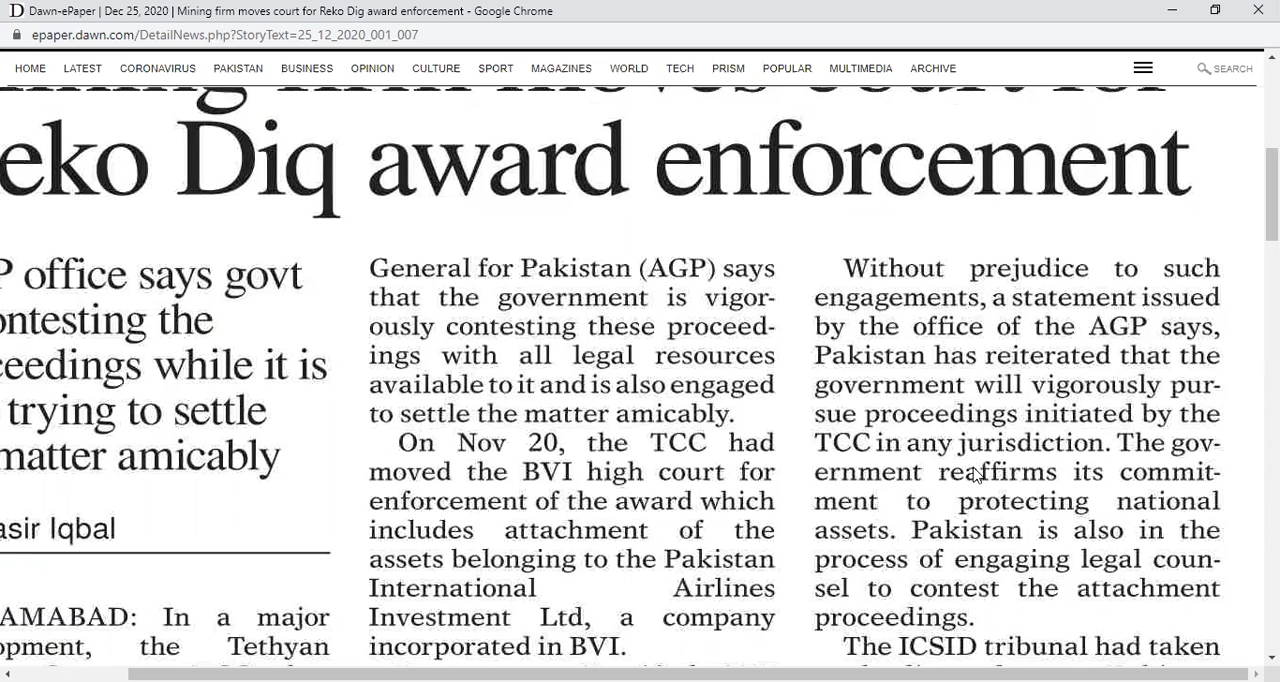 Dawn-ePaper | Dec 25, 2020 | Mining firm moves court for Reko Dig award enforcement - Google Chrome
epaper.dawn.com/DetailNews.php?StoryText=25_12_2020_001_007
HOME LATEST CORONAVIRUS PAKISTAN BUSINESS OPINION CULTURE SPORT MAGAZINES WORLD TECH PRISM POPULAR MULTIMEDIA ARCHIVE SEARCH
eko Diq award enforcement
P office says govt
ontesting the
ceedings while it is
trying to settle
matter amicably
asir Iqbal
AMABAD: In a major
opment, the Tethyan
General for Pakistan (AGP) says
that the government is vigor-
ously contesting these proceed-
ings with all legal resources
available to it and is also engaged
to settle the matter amicably.
On Nov 20, the TCC had
moved the BVI high court for
enforcement of the award which
includes attachment of the
assets belonging to the Pakistan
International Airlines
Investment Ltd, a company
incorporated in BVI.
Without prejudice to such
engagements, a statement issued
by the office of the AGP says,
Pakistan has reiterated that the
government will vigorously pur-
sue proceedings initiated by the
TCC in any jurisdiction. The gov-
ernment reaffirms its commit-
ment to protecting national
assets. Pakistan is also in the
process of engaging legal coun-
sel to contest the attachment
proceedings.
The ICSID tribunal had taken